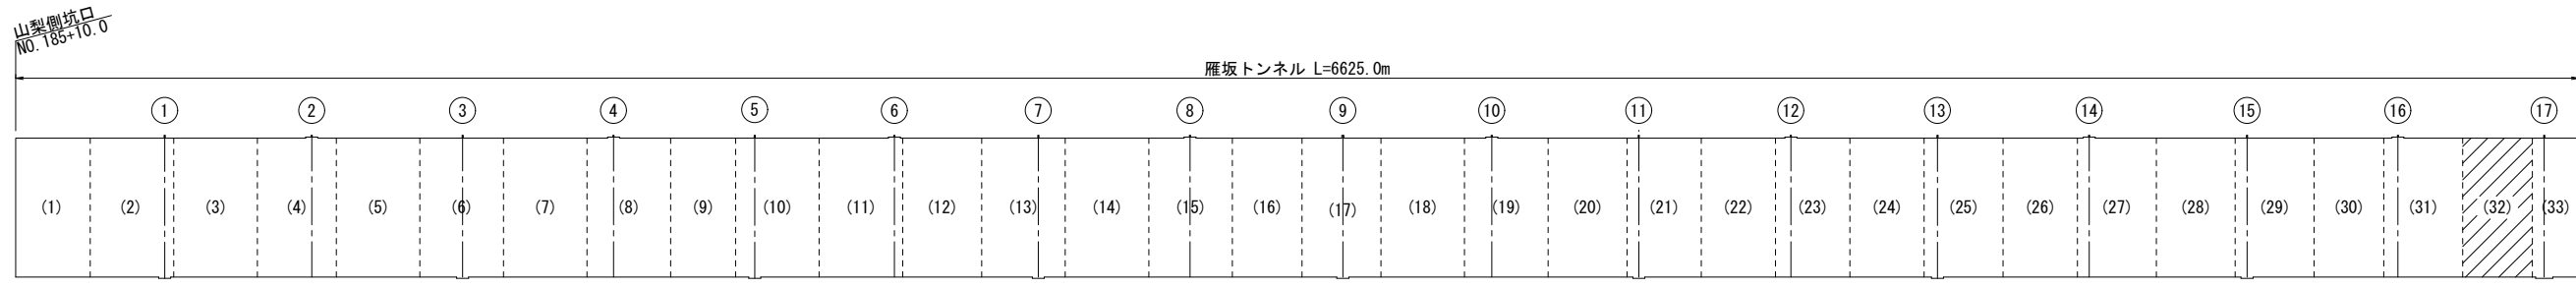 山梨側坑口
NO.185+10.0
雁坂トンネル L=6625.0m
① ② ③ ④ ⑤ ⑥ ⑦ ⑧ ⑨ ⑩ ⑪ ⑫ ⑬ ⑭ ⑮ ⑯ ⑰
(1) (2) (3) (4) (5) (6) (7) (8) (9) (10) (11) (12) (13) (14) (15) (16) (17) (18) (19) (20) (21) (22) (23) (24) (25) (26) (27) (28) (29) (30) (31) (32) (33)